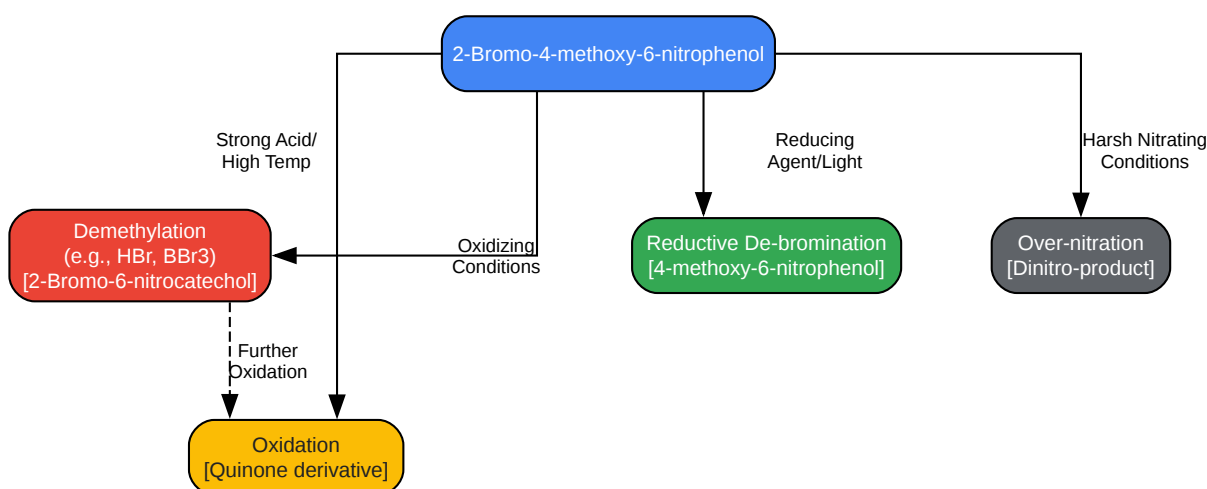 2-Bromo-4-methoxy-6-nitrophenol
Strong Acid/
High Temp
Reducing
Agent/Light
Harsh Nitrating
Conditions
Demethylation
(e.g., HBr, BBr3)
[2-Bromo-6-nitrocatechol]
Oxidizing
Conditions
Reductive De-bromination
[4-methoxy-6-nitrophenol]
Over-nitration
[Dinitro-product]
Further
Oxidation
Oxidation
[Quinone derivative]